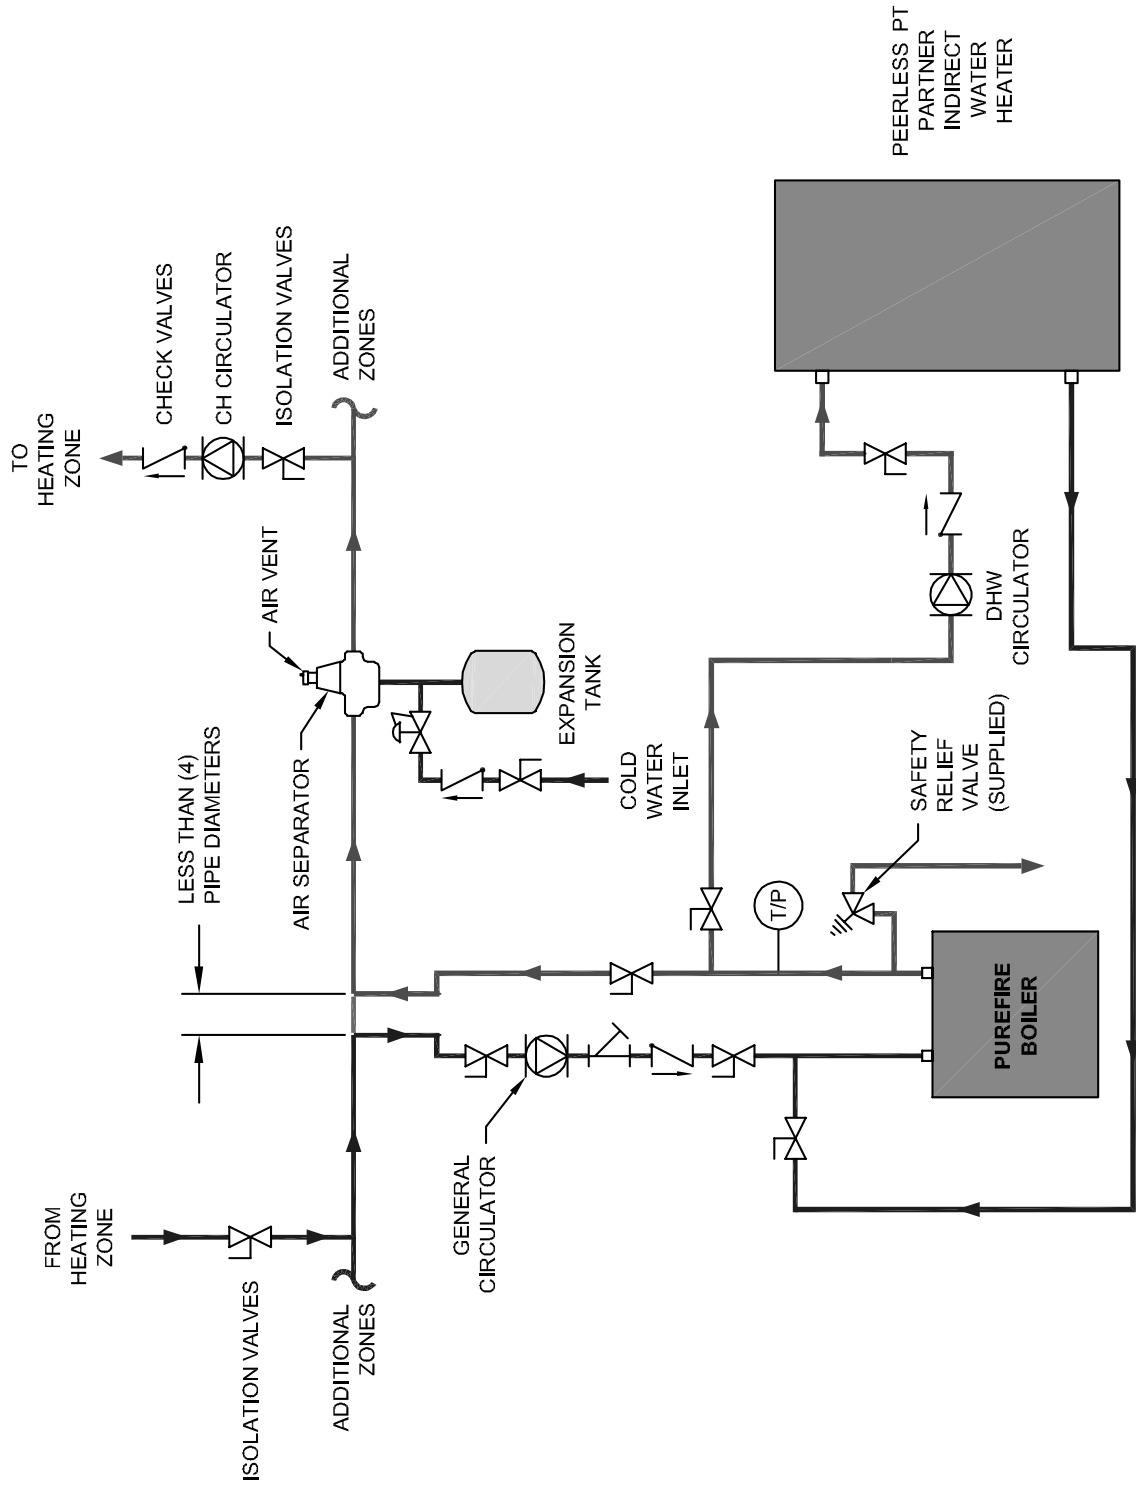 FROM
HEATING
ZONE
ISOLATION VALVES
ADDITIONAL
ZONES
GENERAL
CIRCULATOR
LESS THAN (4)
PIPE DIAMETERS
AIR SEPARATOR
AIR VENT
TO
HEATING
ZONE
CHECK VALVES
CH CIRCULATOR
ISOLATION VALVES
ADDITIONAL
ZONES
EXPANSION
TANK
COLD
WATER
INLET
T/P
SAFETY
RELIEF
VALVE
(SUPPLIED)
DHW
CIRCULATOR
PUREFIRE
BOILER
PEERLESS PT
PARTNER
INDIRECT
WATER
HEATER